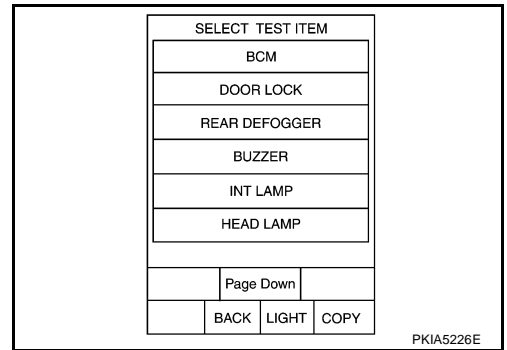 SELECT TEST ITEM
BCM
DOOR LOCK
REAR DEFOGGER
BUZZER
INT LAMP
HEAD LAMP
Page Down
BACK LIGHT COPY
PKIA5226E